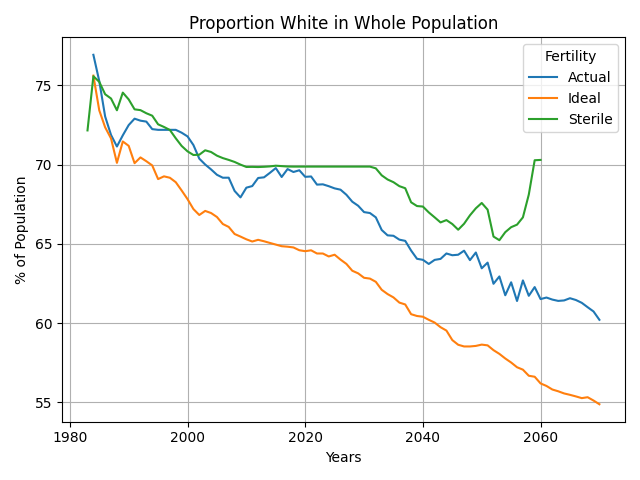 Proportion White in Whole Population
% of Population
75
70
65
60
55
Fertility
Actual
Ideal
Sterile
1980
2000
2020
2040
2060
Years